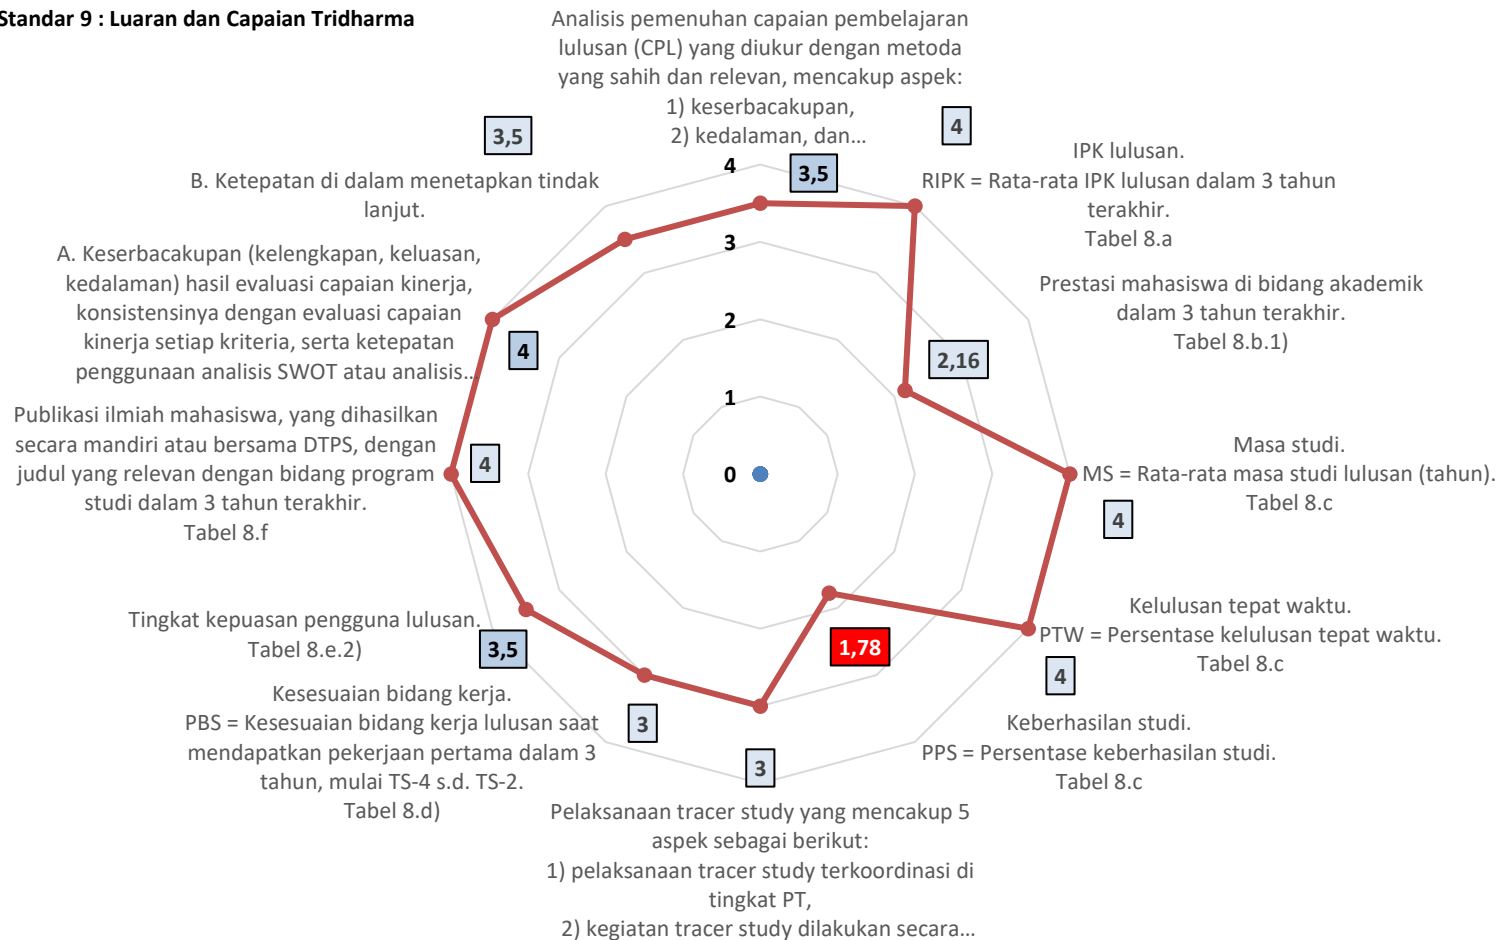 Standar 9 : Luaran dan Capaian Tridharma
Analisis pemenuhan capaian pembelajaran
lulusan (CPL) yang diukur dengan metoda
yang sahih dan relevan, mencakup aspek:
1) keserbacakupan,
2) kedalaman, dan…
3,5
4
IPK lulusan.
RIPK = Rata-rata IPK lulusan dalam 3 tahun
terakhir.
Tabel 8.a
Prestasi mahasiswa di bidang akademik
dalam 3 tahun terakhir.
Tabel 8.b.1)
2,16
Masa studi.
MS = Rata-rata masa studi lulusan (tahun).
Tabel 8.c
4
Kelulusan tepat waktu.
PTW = Persentase kelulusan tepat waktu.
Tabel 8.c
4
Keberhasilan studi.
PPS = Persentase keberhasilan studi.
Tabel 8.c
1,78
3
Pelaksanaan tracer study yang mencakup 5
aspek sebagai berikut:
1) pelaksanaan tracer study terkoordinasi di
tingkat PT,
2) kegiatan tracer study dilakukan secara…
Kesesuaian bidang kerja.
PBS = Kesesuaian bidang kerja lulusan saat
mendapatkan pekerjaan pertama dalam 3
tahun, mulai TS-4 s.d. TS-2.
Tabel 8.d)
3
Tingkat kepuasan pengguna lulusan.
Tabel 8.e.2)
3,5
Publikasi ilmiah mahasiswa, yang dihasilkan
secara mandiri atau bersama DTPS, dengan
judul yang relevan dengan bidang program
studi dalam 3 tahun terakhir.
Tabel 8.f
4
A. Keserbacakupan (kelengkapan, keluasan,
kedalaman) hasil evaluasi capaian kinerja,
konsistensinya dengan evaluasi capaian
kinerja setiap kriteria, serta ketepatan
penggunaan analisis SWOT atau analisis…
4
B. Ketepatan di dalam menetapkan tindak
lanjut.
3,5
4
3
2
1
0